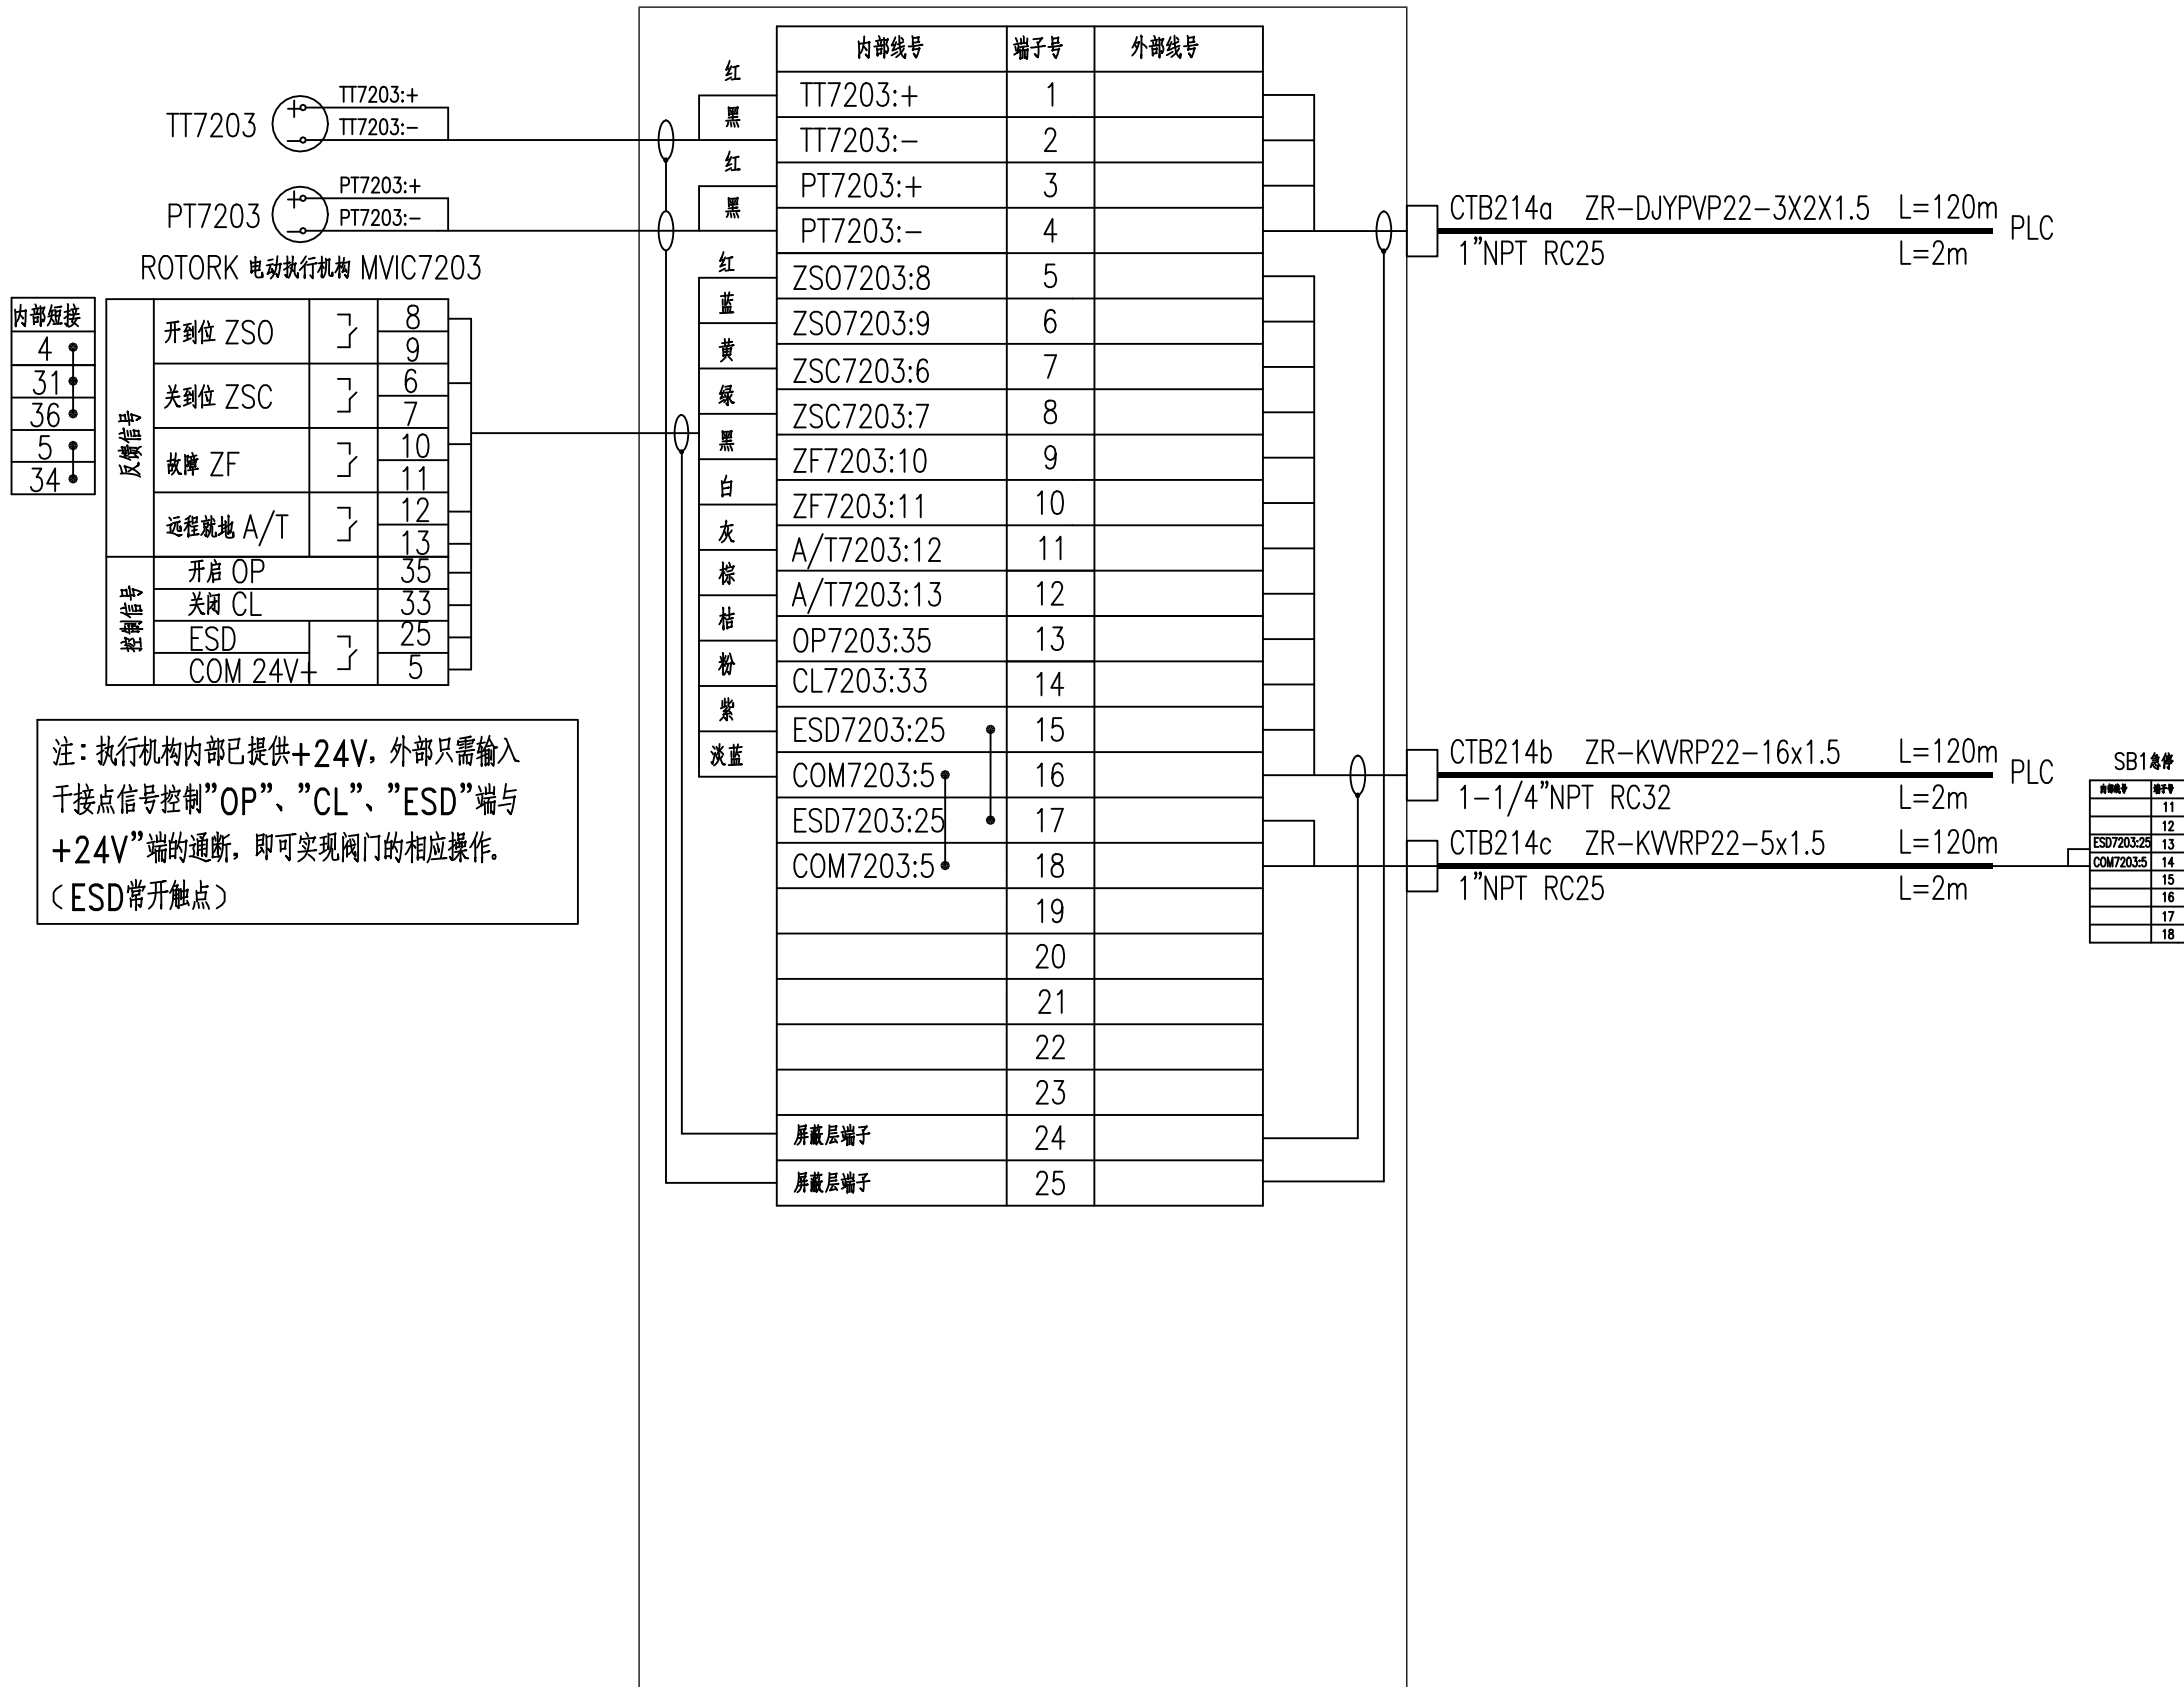 TT7203
TT7203:+
TT7203:-
PT7203
PT7203:+
PT7203:-
ROTORK 电动执行机构 MVIC7203
内部短接
4
31
36
5
34
反馈信号
开到位 ZSO
8
9
关到位 ZSC
6
7
故障 ZF
10
11
远程就地 A/T
12
13
控制信号
开启 OP
35
关闭 CL
33
ESD
25
COM 24V+
5
注：执行机构内部已提供+24V，外部只需输入
干接点信号控制”OP”、”CL”、”ESD”端与
+24V”端的通断，即可实现阀门的相应操作。
（ESD常开触点）
红
黑
红
黑
红
蓝
黄
绿
黑
白
灰
棕
桔
粉
紫
淡蓝
内部线号 端子号 外部线号
TT7203:+ 1
TT7203:- 2
PT7203:+ 3
PT7203:- 4
ZSO7203:8 5
ZSO7203:9 6
ZSC7203:6 7
ZSC7203:7 8
ZF7203:10 9
ZF7203:11 10
A/T7203:12 11
A/T7203:13 12
OP7203:35 13
CL7203:33 14
ESD7203:25 15
COM7203:5 16
ESD7203:25 17
COM7203:5 18
19
20
21
22
23
屏蔽层端子 24
屏蔽层端子 25
CTB214a ZR-DJYPVP22-3X2X1.5 L=120m
PLC
1”NPT RC25 L=2m
CTB214b ZR-KVVRP22-16x1.5 L=120m
PLC
1-1/4”NPT RC32 L=2m
CTB214c ZR-KVVRP22-5x1.5 L=120m
1”NPT RC25 L=2m
SB1急停
内部线号 端子号
11
12
ESD7203:25 13
COM7203:5 14
15
16
17
18